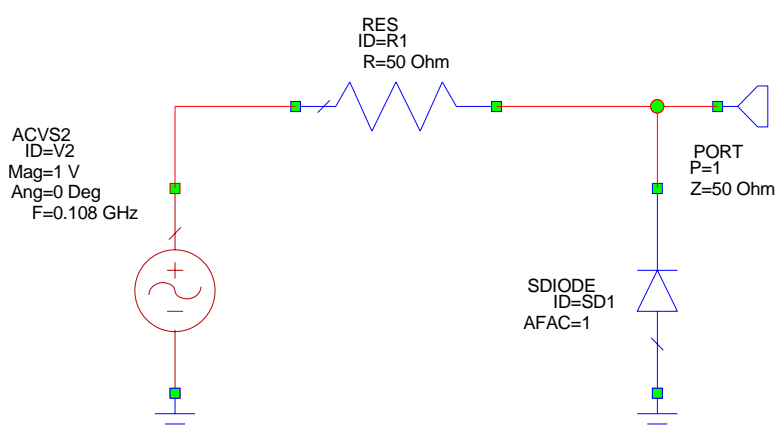 RES
ID=R1
R=50 Ohm
ACVS2
ID=V2
Mag=1 V
Ang=0 Deg
F=0.108 GHz
PORT
P=1
Z=50 Ohm
SDIODE
ID=SD1
AFAC=1